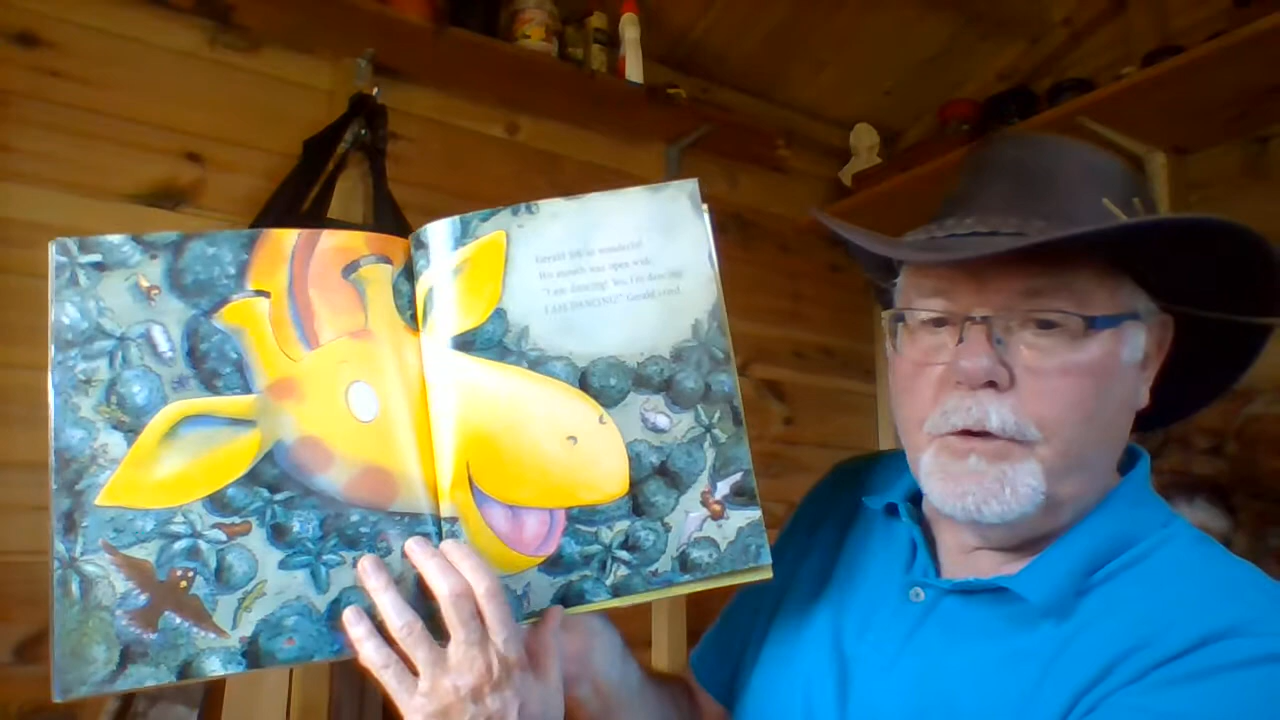 Gerald felt so wonderful
His mouth was open wide.
"I am dancing! Yes, I'm dancing
I AM DANCING!" Gerald cried.